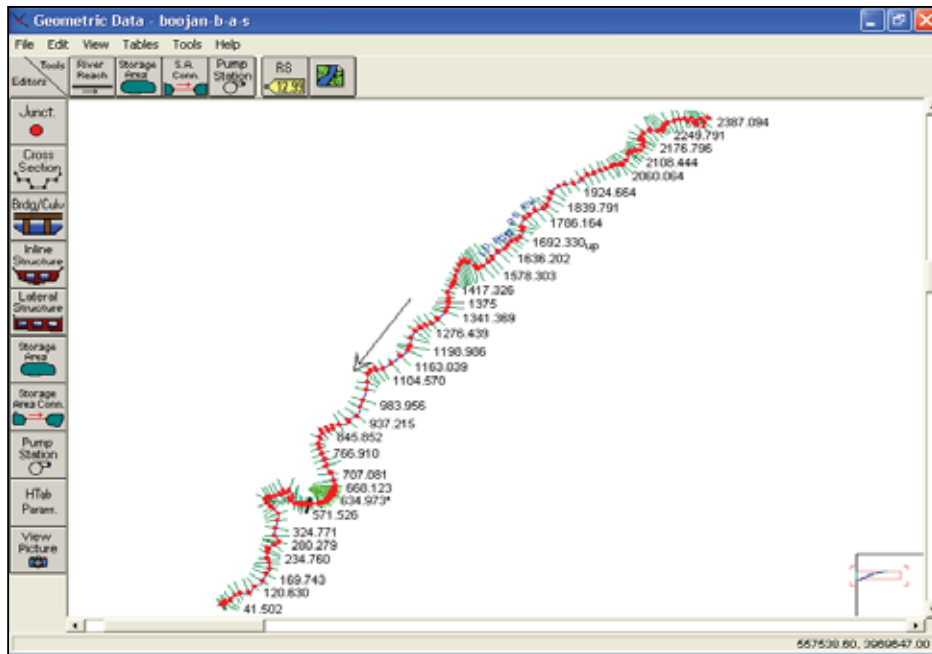 Geometric Data - boojan-b-a-s
File Edit View Tables Tools Help
Tools
Editors
River
Reach
Storage
Area
S.A.
Conn.
Pump
Station
RS
Junct.
Cross
Section
Brdg/Culv
Inline
Structure
Lateral
Structure
Storage
Area
Storage
Area Conn.
Pump
Station
HTab
Param.
View
Picture
2387.094
2249.791
2176.796
2108.444
2060.064
1924.664
1839.791
1786.164
1692.330up
1636.202
1578.303
1417.326
1375
1341.369
1276.439
1198.986
1163.039
1104.570
983.956
937.215
845.852
766.910
707.081
668.123
634.973*
571.526
324.771
280.279
234.760
169.743
120.630
41.502
557538.60, 3969647.00